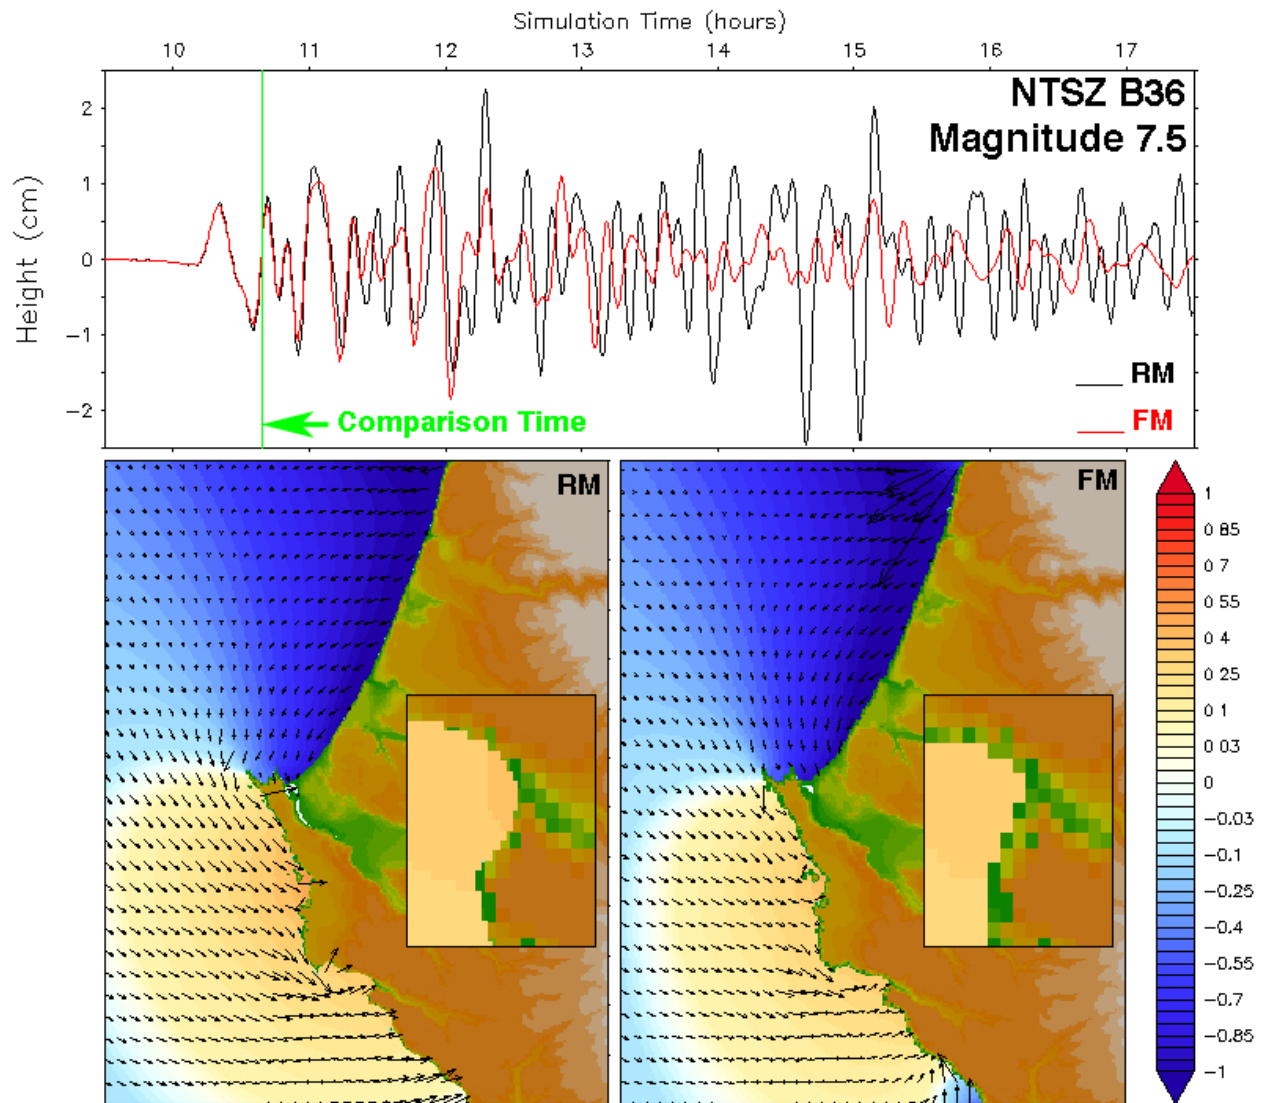 Simulation Time (hours)
10 11 12 13 14 15 16 17
NTSZ B36
Magnitude 7.5
Height (cm)
2
1
0
−1
−2
RM
FM
Comparison Time
RM
FM
1
0 85
0 7
0 55
0 4
0 25
0 1
0 03
0
−0.03
−0.1
−0.25
−0.4
−0.55
−0.7
−0.85
−1